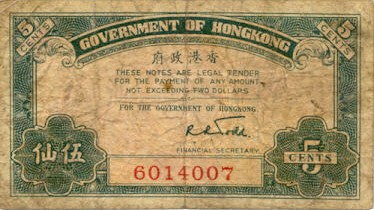 5 GOVERNMENT OF HONGKONG 5
CENTS CENTS
香港政府
THESE NOTES ARE LEGAL TENDER
FOR THE PAYMENT OF ANY AMOUNT
NOT EXCEEDING TWO DOLLARS
FOR THE GOVERNMENT OF HONGKONG
R R Todd
FINANCIAL SECRETARY
仙伍
6014007
5
CENTS